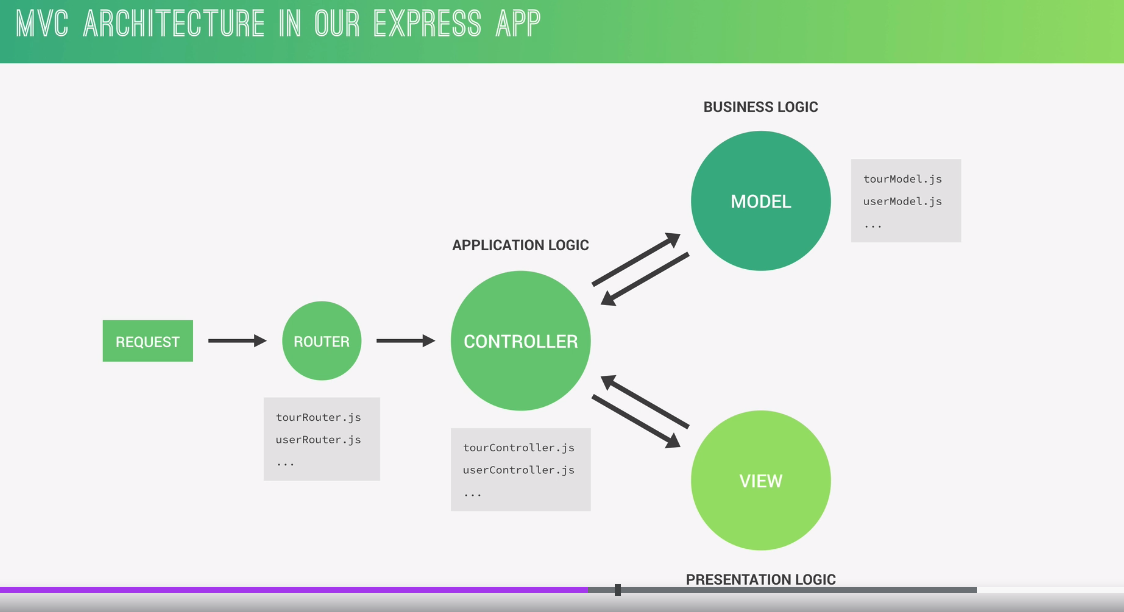 MVC ARCHITECTURE IN OUR EXPRESS APP
BUSINESS LOGIC
MODEL
tourModel.js
userModel.js
...
APPLICATION LOGIC
REQUEST
ROUTER
CONTROLLER
tourRouter.js
userRouter.js
...
tourController.js
userController.js
...
VIEW
PRESENTATION LOGIC